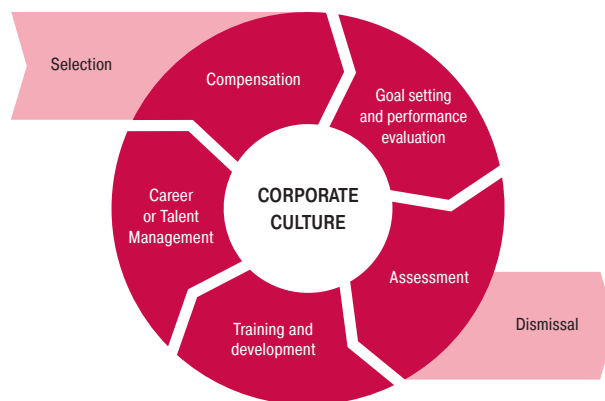 Selection
Compensation
Goal setting
and performance
evaluation
Career
or Talent
Management
CORPORATE
CULTURE
Assessment
Training and
development
Dismissal